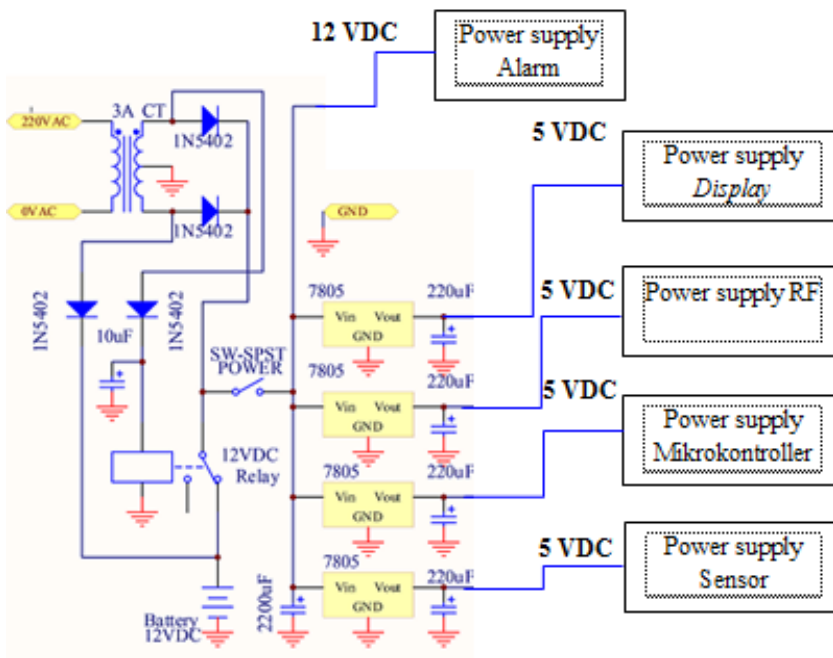 12 VDC
Power supply
Alarm
3A CT
220VAC
1N5402
5 VDC
Power supply
Display
0VAC
GND
1N5402
7805
220uF
5 VDC
Power supply RF
1N5402
1N5402
10uF
Vin
Vout
GND
SW-SPST
POWER
7805
220uF
5 VDC
Power supply
Mikrokontroller
Vin
Vout
GND
12VDC
Relay
7805
220uF
Vin
Vout
GND
5 VDC
Power supply
Sensor
7805
220uF
Vin
Vout
GND
2200uF
Battery
12VDC